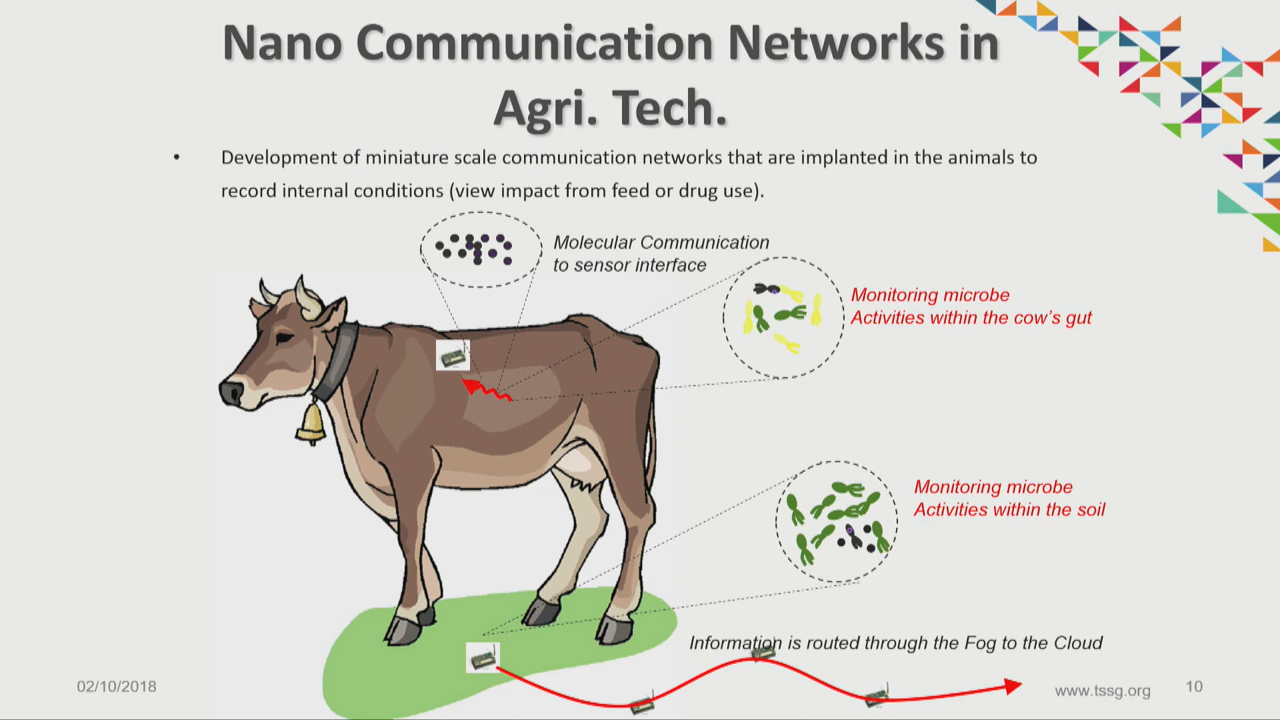 Nano Communication Networks in
Agri. Tech.
• Development of miniature scale communication networks that are implanted in the animals to
record internal conditions (view impact from feed or drug use).
Molecular Communication
to sensor interface
Monitoring microbe
Activities within the cow's gut
Monitoring microbe
Activities within the soil
Information is routed through the Fog to the Cloud
02/10/2018
www.tssg.org
10